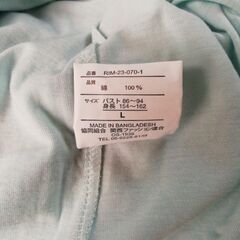 品番 RIM-23-070-1
品質
綿 100%
サイズ バスト 86～94
身長 154～162
L
MADE IN BANGLADESH
協同組合 関西ファッション連合
OS-1539